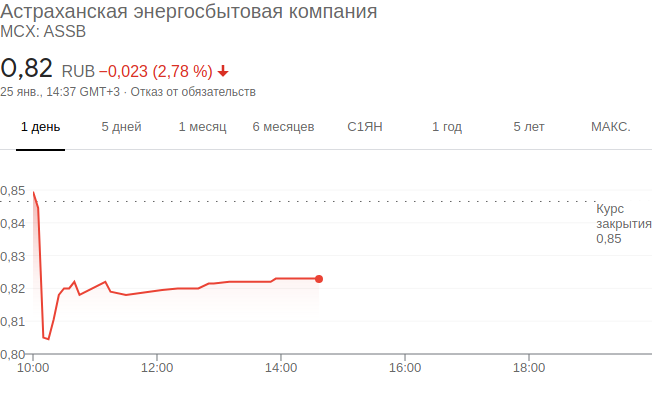 Астраханская энергосбытовая компания
MCX: ASSB
0,82 RUB −0,023 (2,78 %)
25 янв., 14:37 GMT+3 · Отказ от обязательств
1 день 5 дней 1 месяц 6 месяцев С1ЯН 1 год 5 лет МАКС.
0,85
Курс
0,84
закрытия
0,85
0,83
0,82
0,81
0,80
10:00 12:00 14:00 16:00 18:00